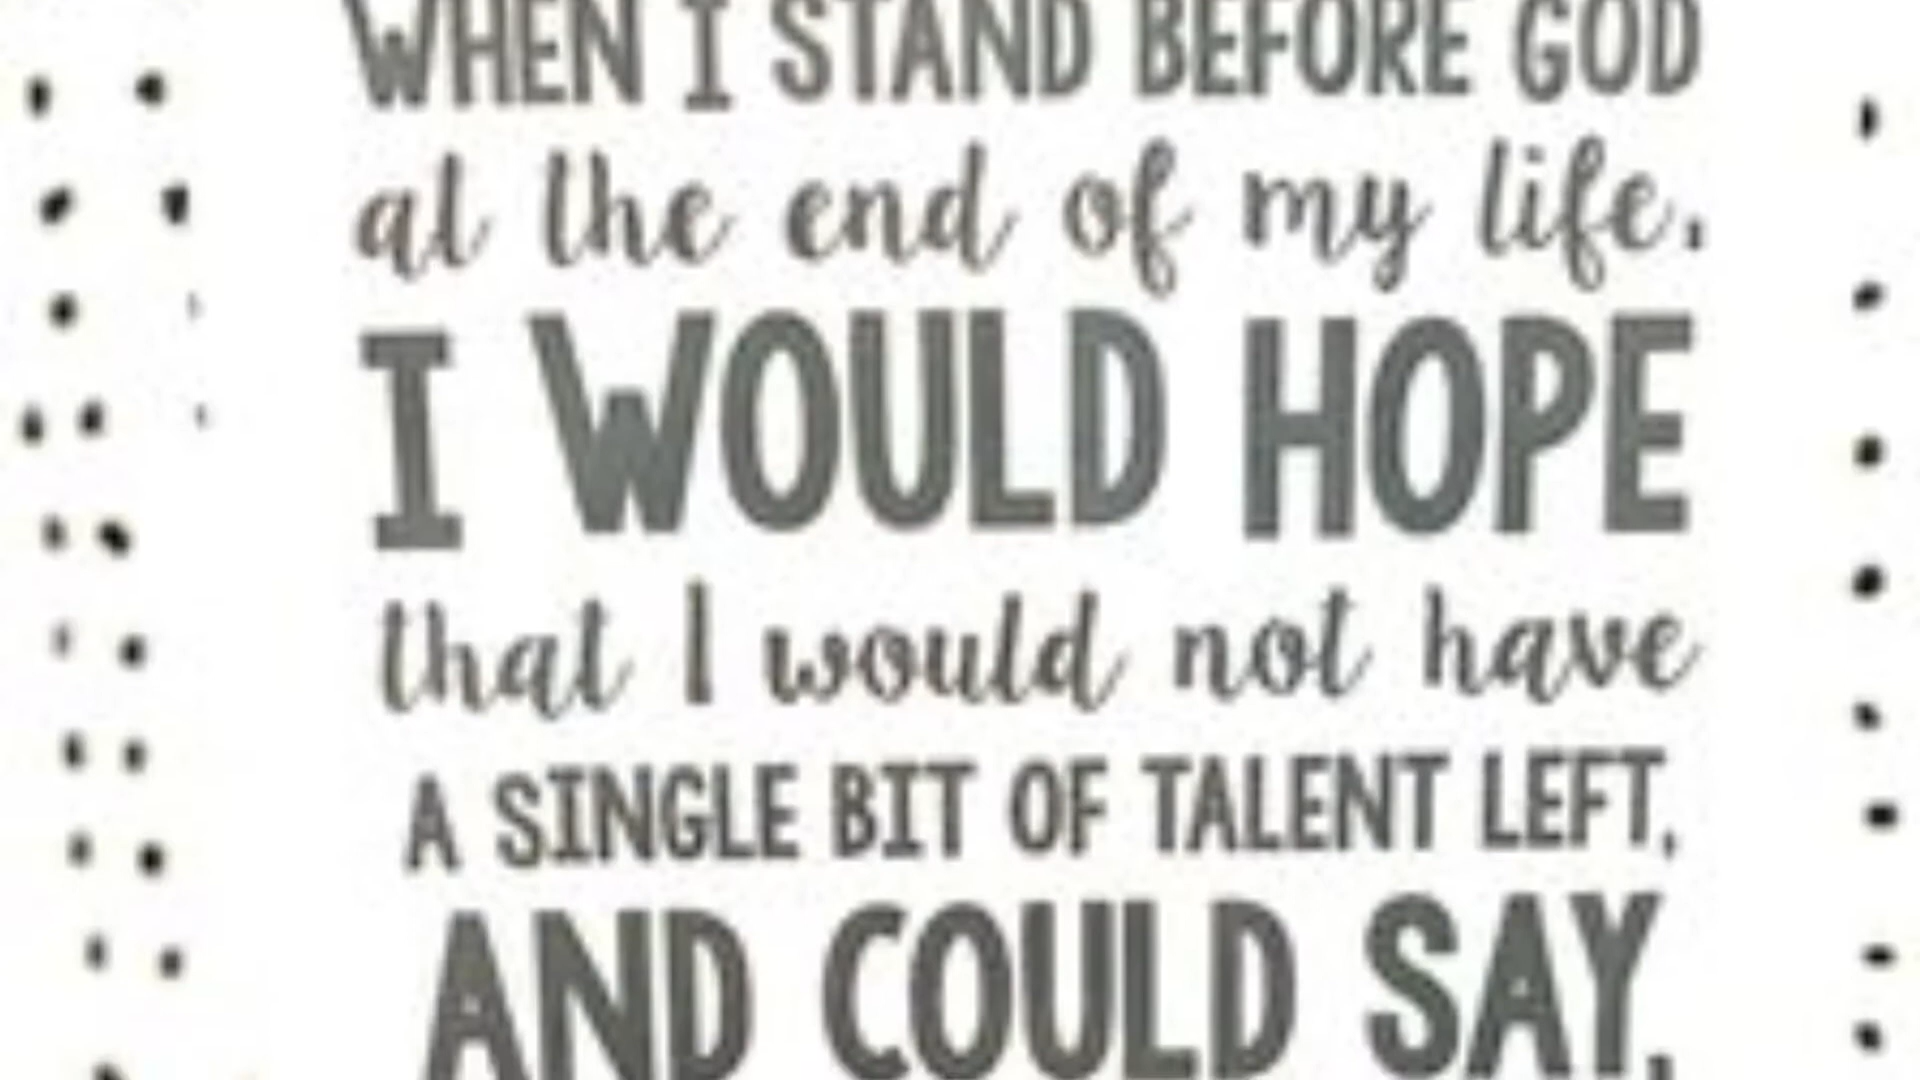 WHEN I STAND BEFORE GOD
at the end of my life,
I WOULD HOPE
that I would not have
A SINGLE BIT OF TALENT LEFT,
AND COULD SAY,